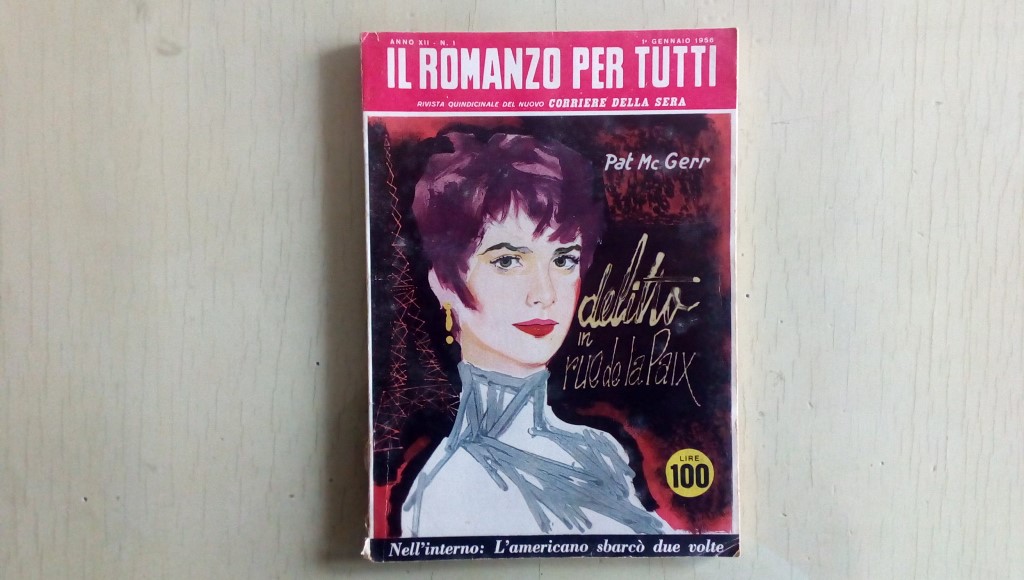 ANNO XII - N. 1 1° GENNAIO 1956
IL ROMANZO PER TUTTI
RIVISTA QUINDICINALE DEL NUOVO CORRIERE DELLA SERA
Pat Mc Gerr
delitto
in
rue de la Paix
LIRE
100
Nell'interno: L'americano sbarcò due volte